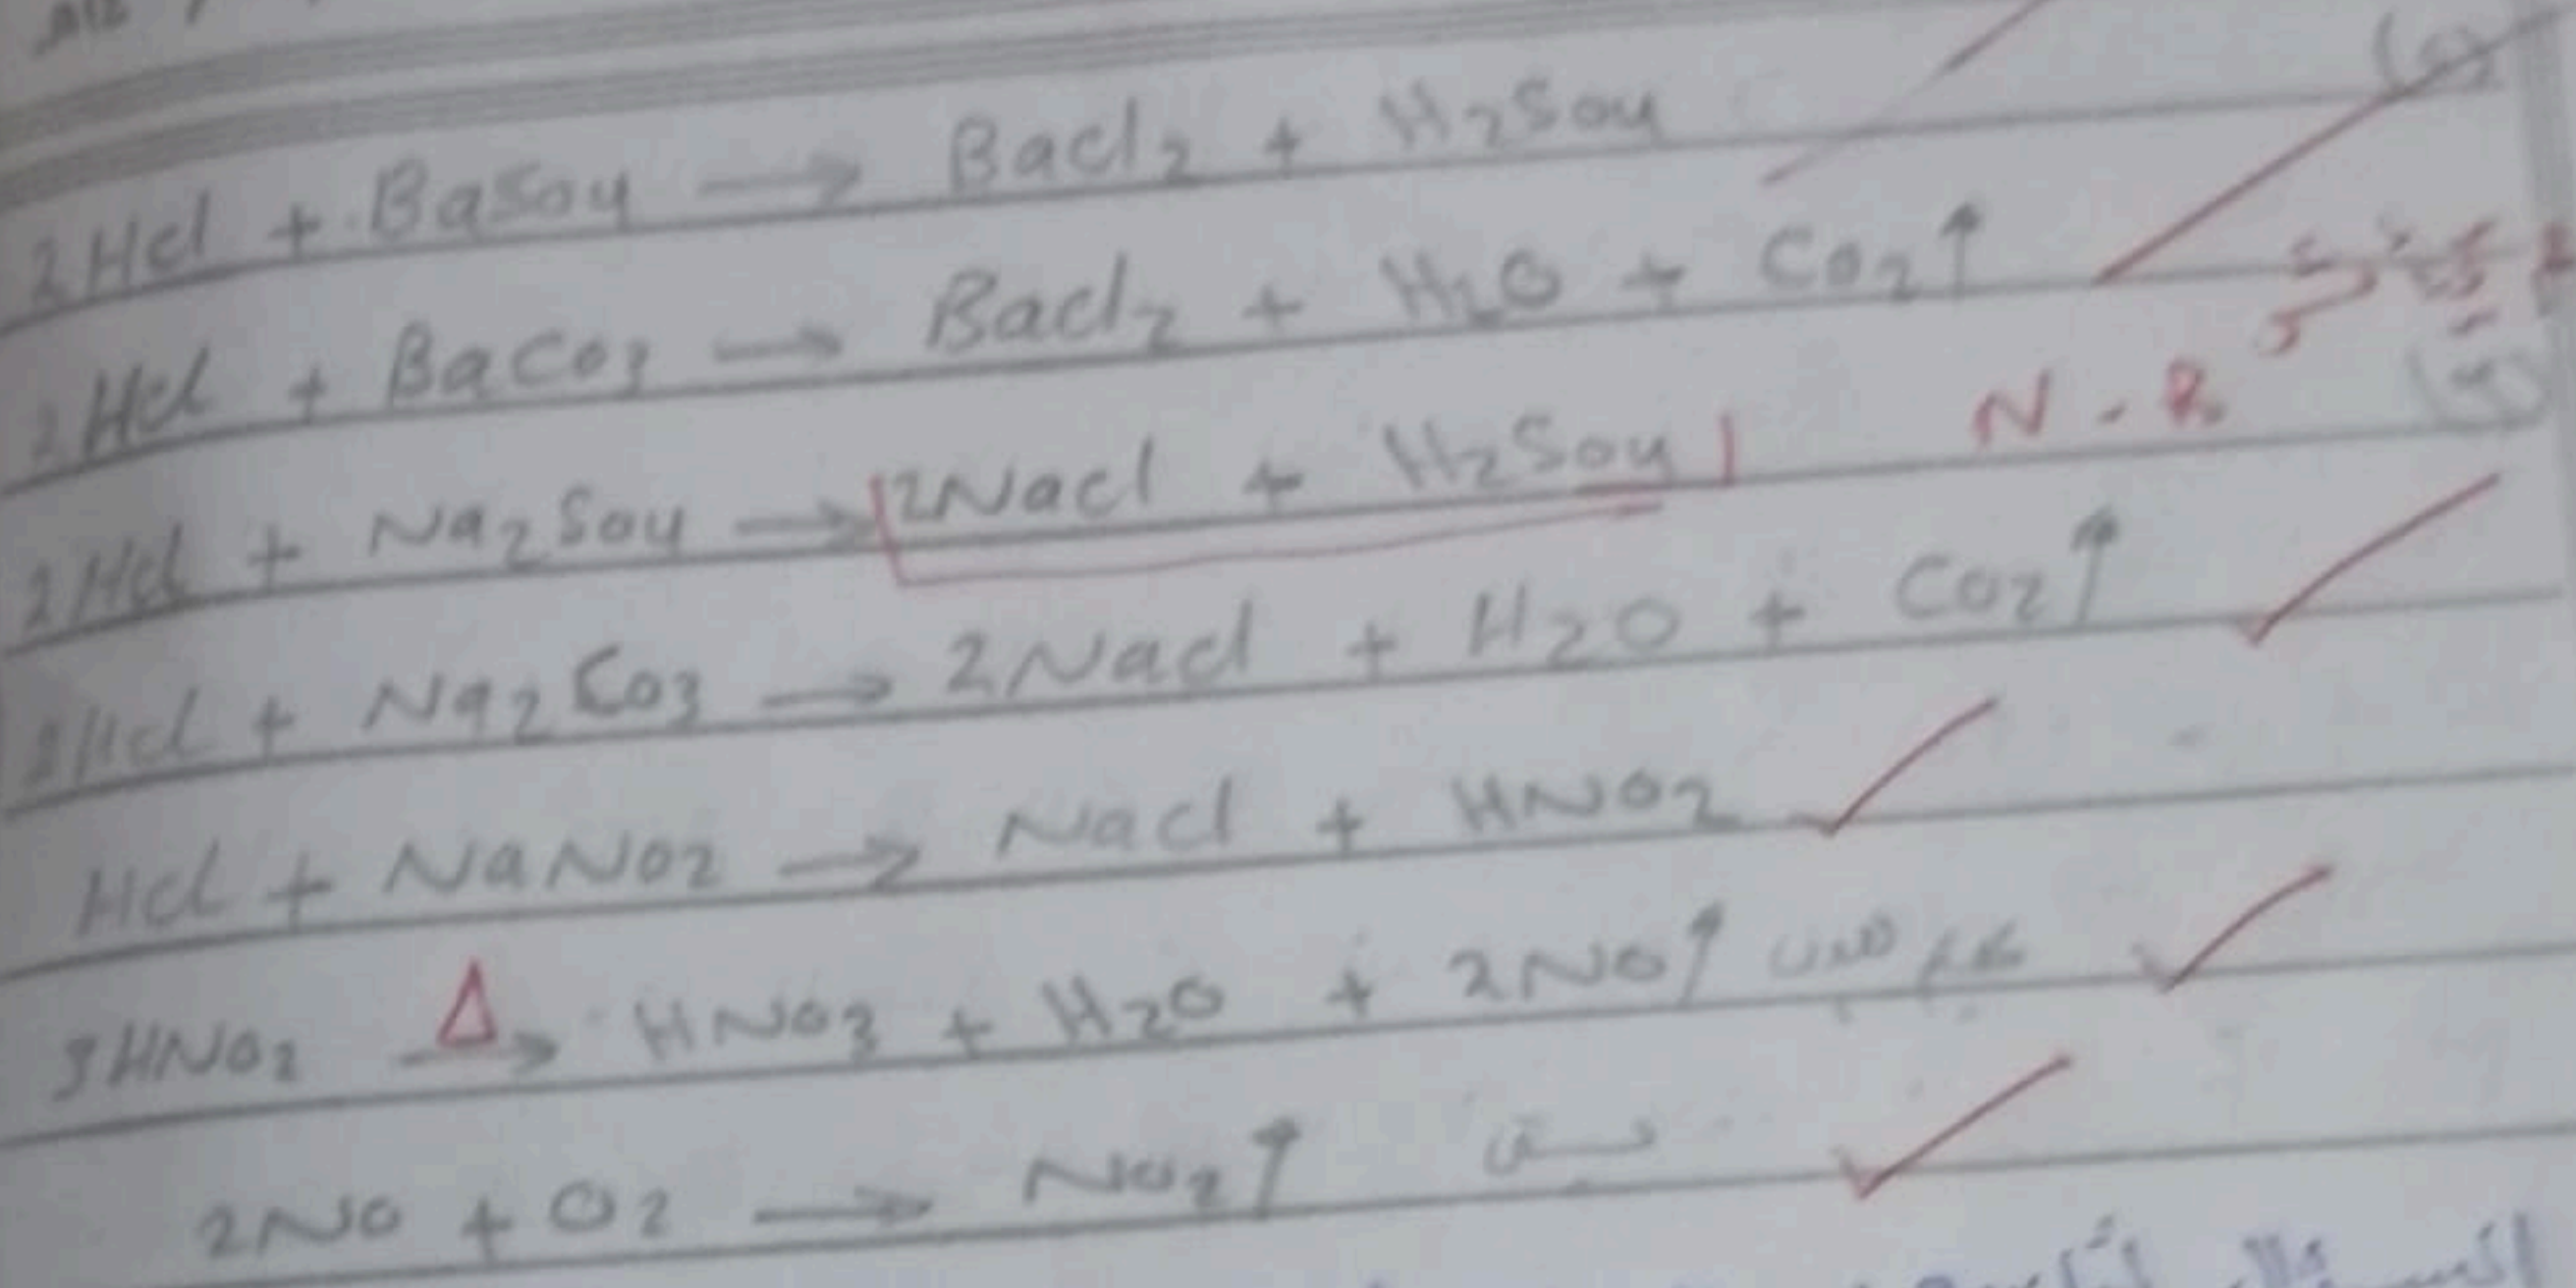 2Hcl + BaSo4 → Bacl2 + H2So4
2Hcl + BaCo3 → Bacl2 + H2O + Co2↑
2Hcl + Na2So4 → 2Nacl + H2So4 N - R
2Hcl + Na2Co3 → 2Nacl + H2O + Co2↑
Hcl + NaNO2 → Nacl + HNO2
3HNO2 Δ→ HNO3 + H2O + 2NO↑
2NO + O2 → NO2↑
السؤال